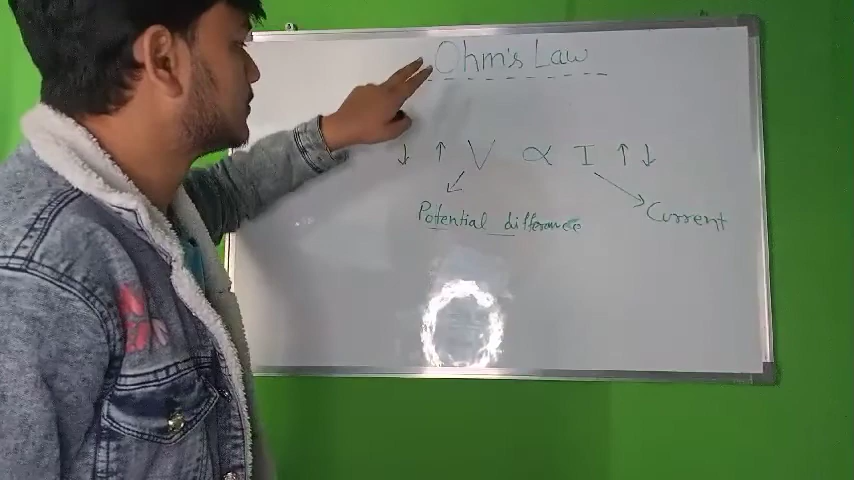 Ohm's Law
↓ ↑ V ∝ I ↑ ↓
Potential difference
Current